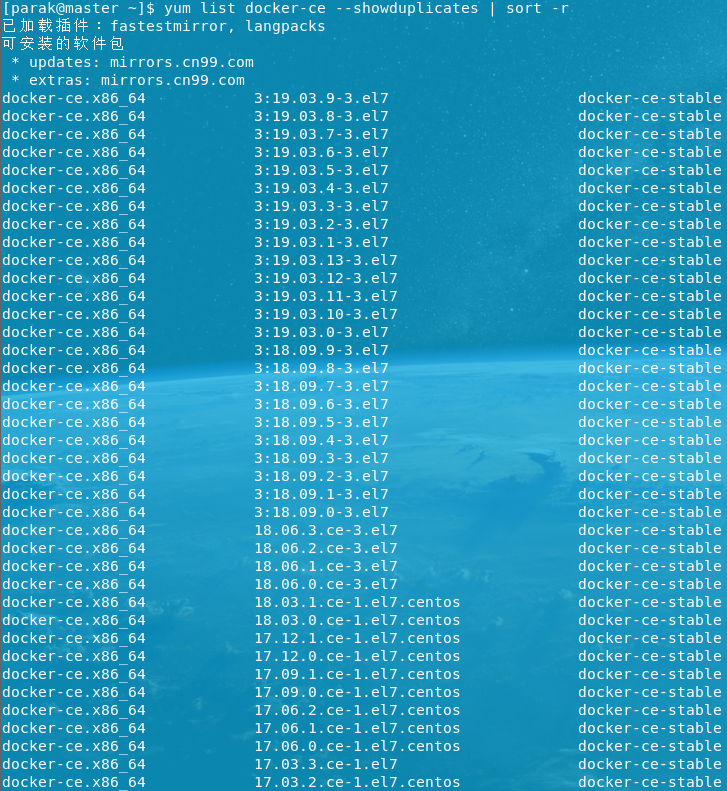 [parak@master ~]$ yum list docker-ce --showduplicates | sort -r
已加载插件：fastestmirror, langpacks
可安装的软件包
 * updates: mirrors.cn99.com
 * extras: mirrors.cn99.com
docker-ce.x86_64            3:19.03.9-3.el7                     docker-ce-stable
docker-ce.x86_64            3:19.03.8-3.el7                     docker-ce-stable
docker-ce.x86_64            3:19.03.7-3.el7                     docker-ce-stable
docker-ce.x86_64            3:19.03.6-3.el7                     docker-ce-stable
docker-ce.x86_64            3:19.03.5-3.el7                     docker-ce-stable
docker-ce.x86_64            3:19.03.4-3.el7                     docker-ce-stable
docker-ce.x86_64            3:19.03.3-3.el7                     docker-ce-stable
docker-ce.x86_64            3:19.03.2-3.el7                     docker-ce-stable
docker-ce.x86_64            3:19.03.1-3.el7                     docker-ce-stable
docker-ce.x86_64            3:19.03.13-3.el7                    docker-ce-stable
docker-ce.x86_64            3:19.03.12-3.el7                    docker-ce-stable
docker-ce.x86_64            3:19.03.11-3.el7                    docker-ce-stable
docker-ce.x86_64            3:19.03.10-3.el7                    docker-ce-stable
docker-ce.x86_64            3:19.03.0-3.el7                     docker-ce-stable
docker-ce.x86_64            3:18.09.9-3.el7                     docker-ce-stable
docker-ce.x86_64            3:18.09.8-3.el7                     docker-ce-stable
docker-ce.x86_64            3:18.09.7-3.el7                     docker-ce-stable
docker-ce.x86_64            3:18.09.6-3.el7                     docker-ce-stable
docker-ce.x86_64            3:18.09.5-3.el7                     docker-ce-stable
docker-ce.x86_64            3:18.09.4-3.el7                     docker-ce-stable
docker-ce.x86_64            3:18.09.3-3.el7                     docker-ce-stable
docker-ce.x86_64            3:18.09.2-3.el7                     docker-ce-stable
docker-ce.x86_64            3:18.09.1-3.el7                     docker-ce-stable
docker-ce.x86_64            3:18.09.0-3.el7                     docker-ce-stable
docker-ce.x86_64            18.06.3.ce-3.el7                    docker-ce-stable
docker-ce.x86_64            18.06.2.ce-3.el7                    docker-ce-stable
docker-ce.x86_64            18.06.1.ce-3.el7                    docker-ce-stable
docker-ce.x86_64            18.06.0.ce-3.el7                    docker-ce-stable
docker-ce.x86_64            18.03.1.ce-1.el7.centos             docker-ce-stable
docker-ce.x86_64            18.03.0.ce-1.el7.centos             docker-ce-stable
docker-ce.x86_64            17.12.1.ce-1.el7.centos             docker-ce-stable
docker-ce.x86_64            17.12.0.ce-1.el7.centos             docker-ce-stable
docker-ce.x86_64            17.09.1.ce-1.el7.centos             docker-ce-stable
docker-ce.x86_64            17.09.0.ce-1.el7.centos             docker-ce-stable
docker-ce.x86_64            17.06.2.ce-1.el7.centos             docker-ce-stable
docker-ce.x86_64            17.06.1.ce-1.el7.centos             docker-ce-stable
docker-ce.x86_64            17.06.0.ce-1.el7.centos             docker-ce-stable
docker-ce.x86_64            17.03.3.ce-1.el7                    docker-ce-stable
docker-ce.x86_64            17.03.2.ce-1.el7.centos             docker-ce-stable